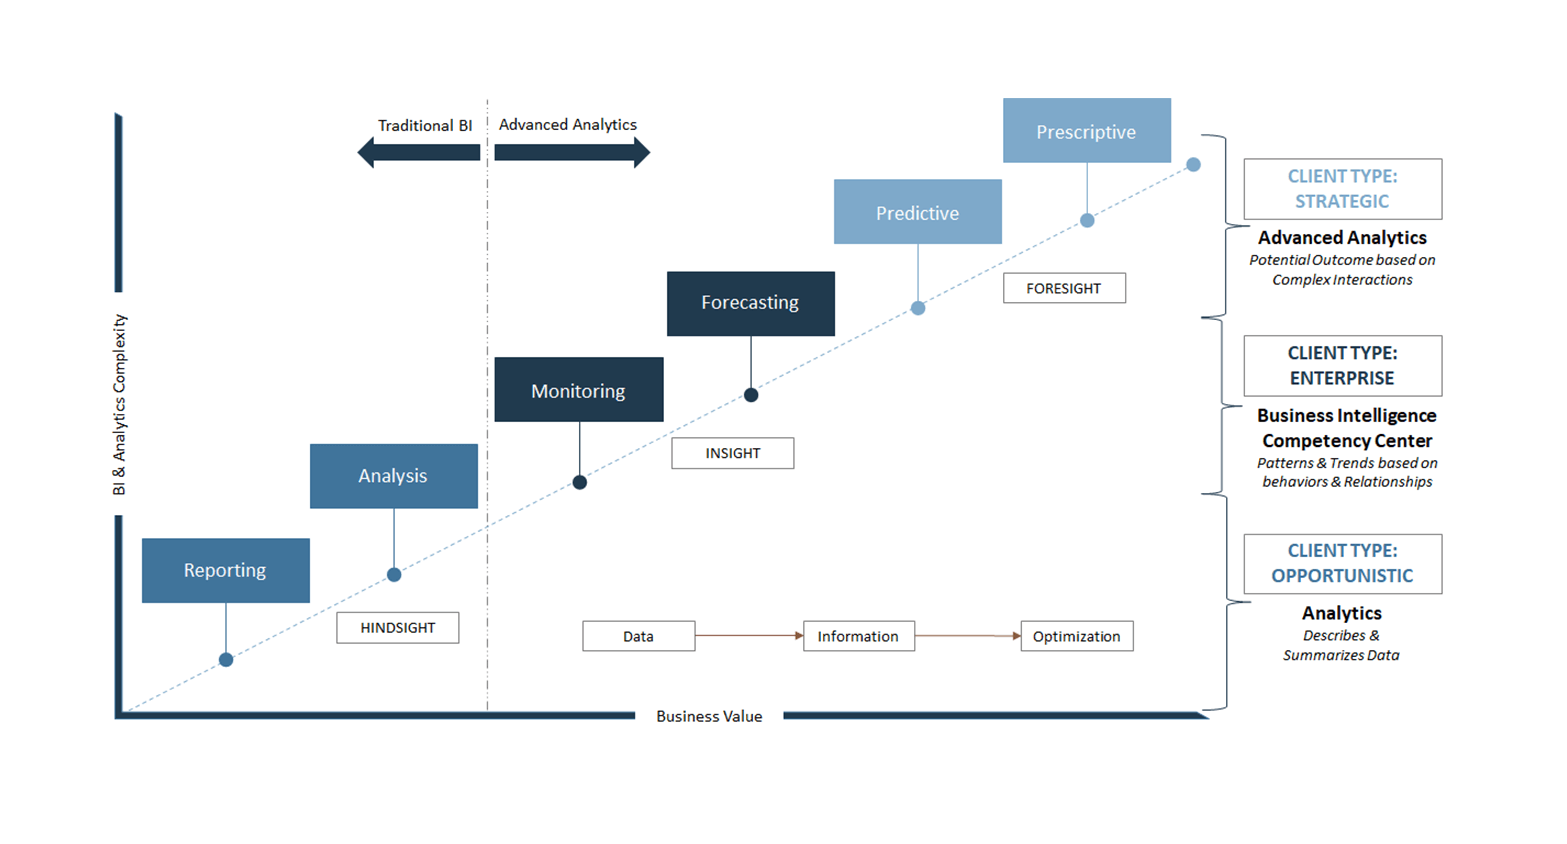 Traditional BI
Advanced Analytics
Prescriptive
Predictive
Forecasting
Monitoring
Analysis
Reporting
FORESIGHT
INSIGHT
HINDSIGHT
BI & Analytics Complexity
Data
Information
Optimization
Business Value
CLIENT TYPE:
STRATEGIC
Advanced Analytics
Potential Outcome based on
Complex Interactions
CLIENT TYPE:
ENTERPRISE
Business Intelligence
Competency Center
Patterns & Trends based on
behaviors & Relationships
CLIENT TYPE:
OPPORTUNISTIC
Analytics
Describes &
Summarizes Data